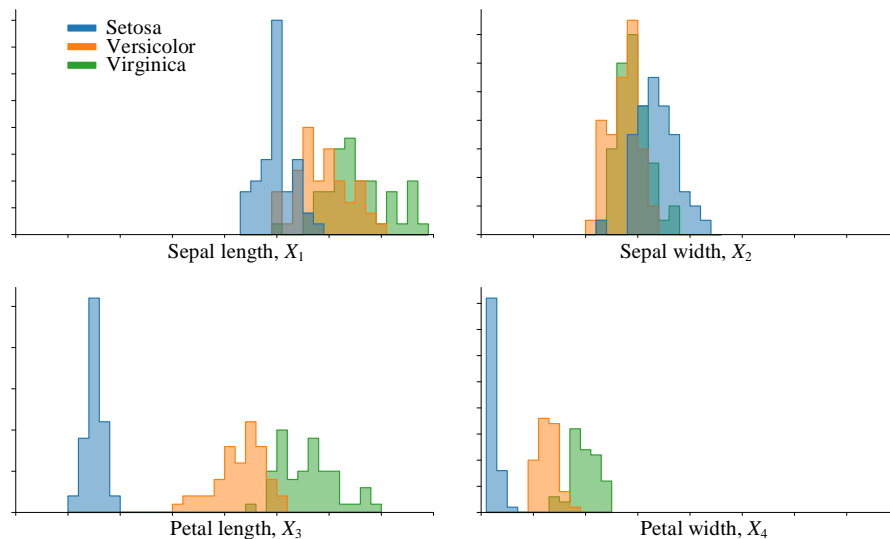 Setosa
Versicolor
Virginica
Sepal length, X₁
Sepal width, X₂
Petal length, X₃
Petal width, X₄